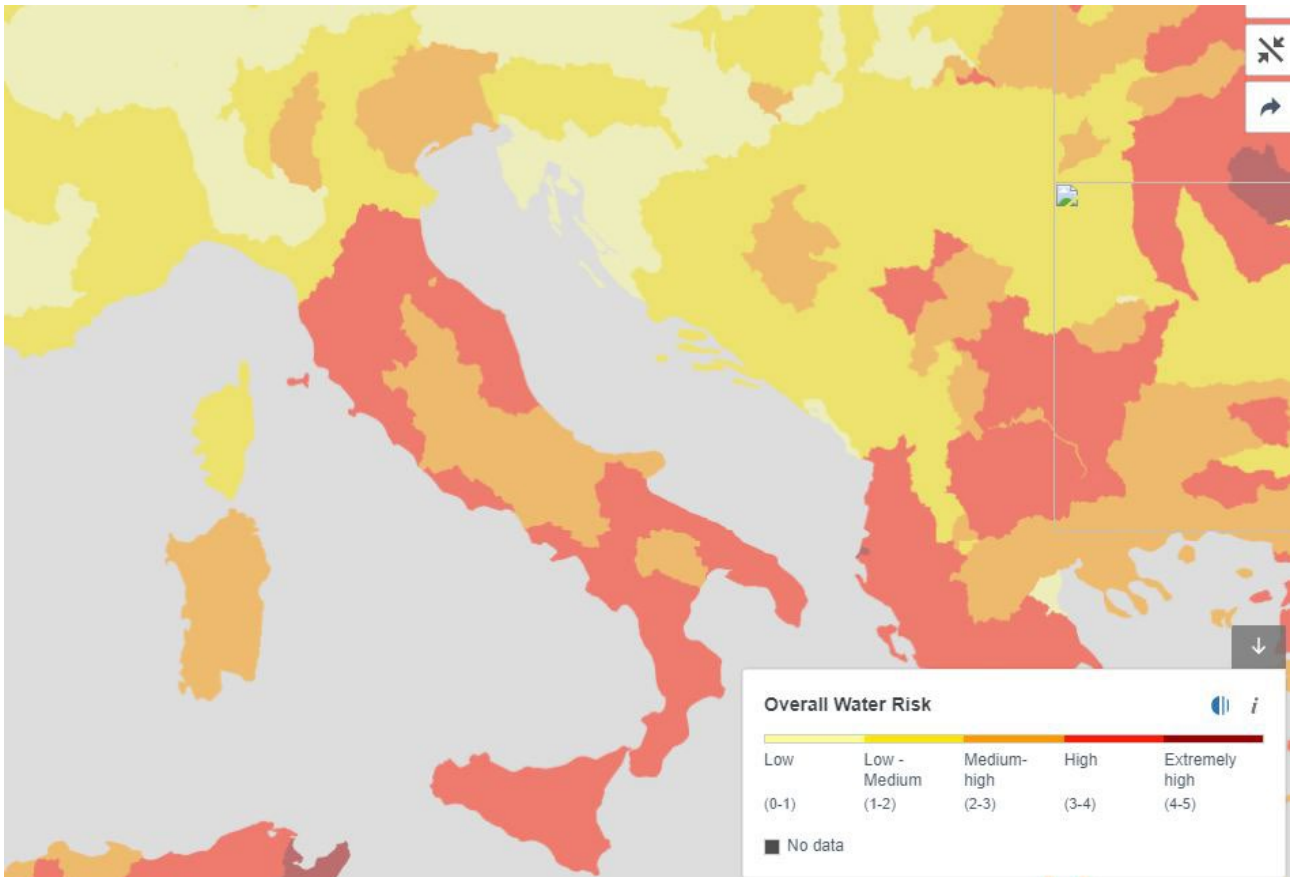 Overall Water Risk
i
Low
Low -
Medium
Medium-
high
High
Extremely
high
(0-1)
(1-2)
(2-3)
(3-4)
(4-5)
No data